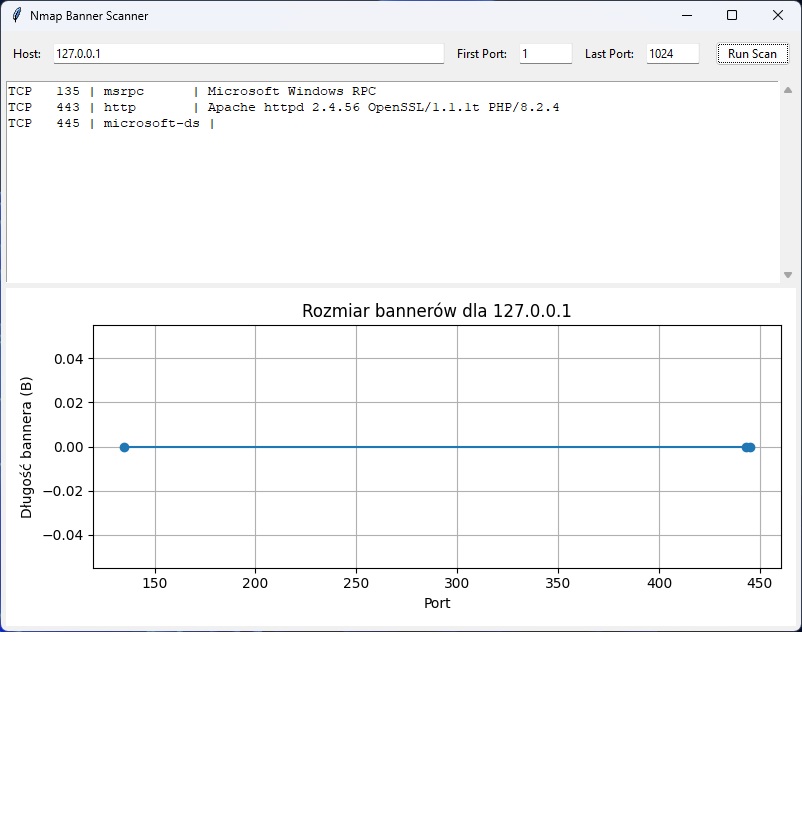 Nmap Banner Scanner
Host: 127.0.0.1 First Port: 1 Last Port: 1024 Run Scan
TCP 135 | msrpc | Microsoft Windows RPC
TCP 443 | http | Apache httpd 2.4.56 OpenSSL/1.1.1t PHP/8.2.4
TCP 445 | microsoft-ds |
Rozmiar bannerów dla 127.0.0.1
Długość bannera (B)
0.04
0.02
0.00
−0.02
−0.04
150 200 250 300 350 400 450
Port